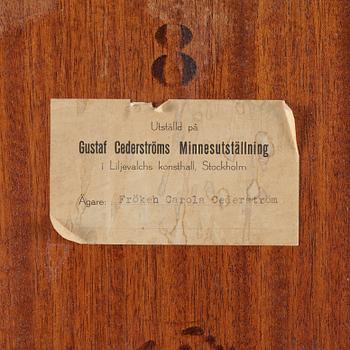 8
Utställd på
Gustaf Cederströms Minnesutställning
i Liljevalchs konsthall, Stockholm
Ägare: Fröken Carola Cederström